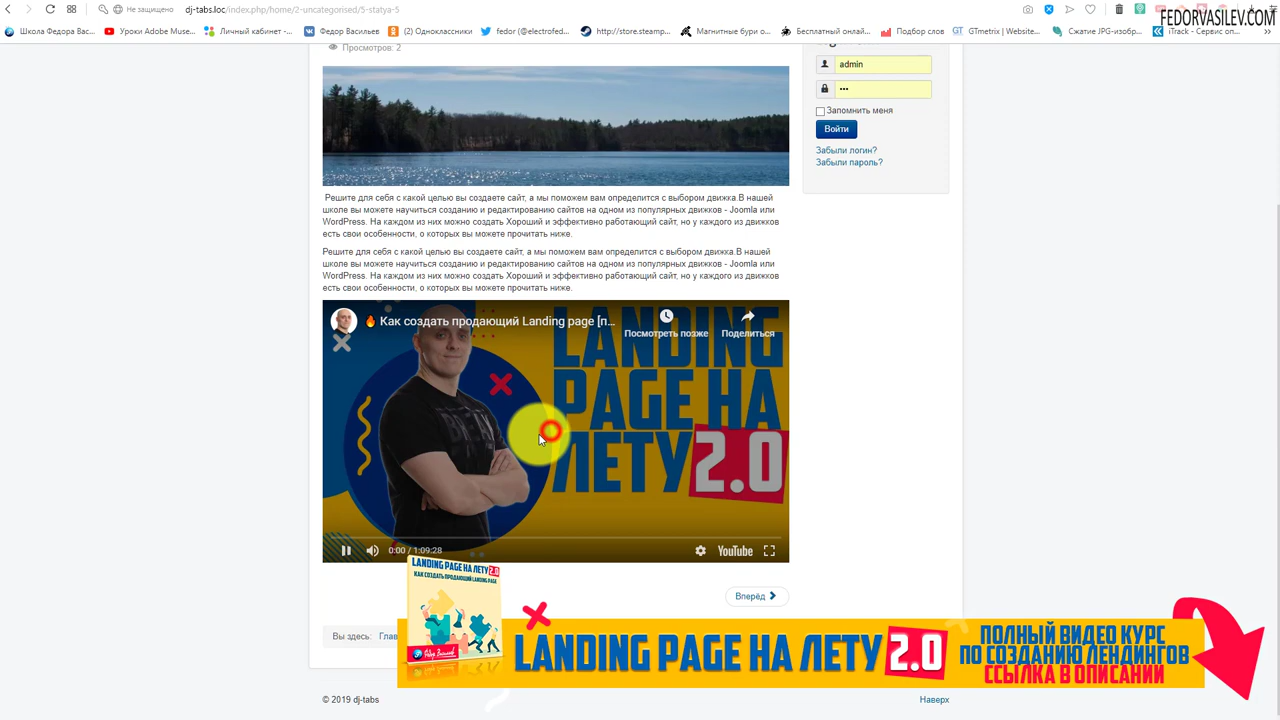 Не защищено
dj-tabs.loc/index.php/home/2-uncategorised/5-statya-5
FEDORVASILEV.COM
Школа Федора Вас...
Уроки Adobe Muse...
Личный кабинет -...
Федор Васильев
(2) Одноклассники
fedor (@electrofed...
http://store.steamp...
Магнитные бури о...
Бесплатный онлай...
Подбор слов
GTmetrix | Website...
Сжатие JPG-изобр...
iTrack - Сервис оп...
Просмотров: 2
admin
Запомнить меня
Войти
Забыли логин?
Забыли пароль?
Решите для себя с какой целью вы создаете сайт, а мы поможем вам определится с выбором движка.В нашей
школе вы можете научиться созданию и редактированию сайтов на одном из популярных движков - Joomla или
WordPress. На каждом из них можно создать Хороший и эффективно работающий сайт, но у каждого из движков
есть свои особенности, о которых вы можете прочитать ниже.
Решите для себя с какой целью вы создаете сайт, а мы поможем вам определится с выбором движка.В нашей
школе вы можете научиться созданию и редактированию сайтов на одном из популярных движков - Joomla или
WordPress. На каждом из них можно создать Хороший и эффективно работающий сайт, но у каждого из движков
есть свои особенности, о которых вы можете прочитать ниже.
🔥 Как создать продающий Landing page [п...
Посмотреть позже
Поделиться
LANDING
PAGE НА
ЛЕТУ 2.0
0:00 / 1:09:28
YouTube
Вперёд
Вы здесь: Глав
LANDING PAGE НА ЛЕТУ 2.0
КАК СОЗДАТЬ ПРОДАЮЩИЙ LANDING PAGE
Фёдор Васильев
LANDING PAGE НА ЛЕТУ 2.0
ПОЛНЫЙ ВИДЕО КУРС
ПО СОЗДАНИЮ ЛЕНДИНГОВ
ССЫЛКА В ОПИСАНИИ
© 2019 dj-tabs
Наверх